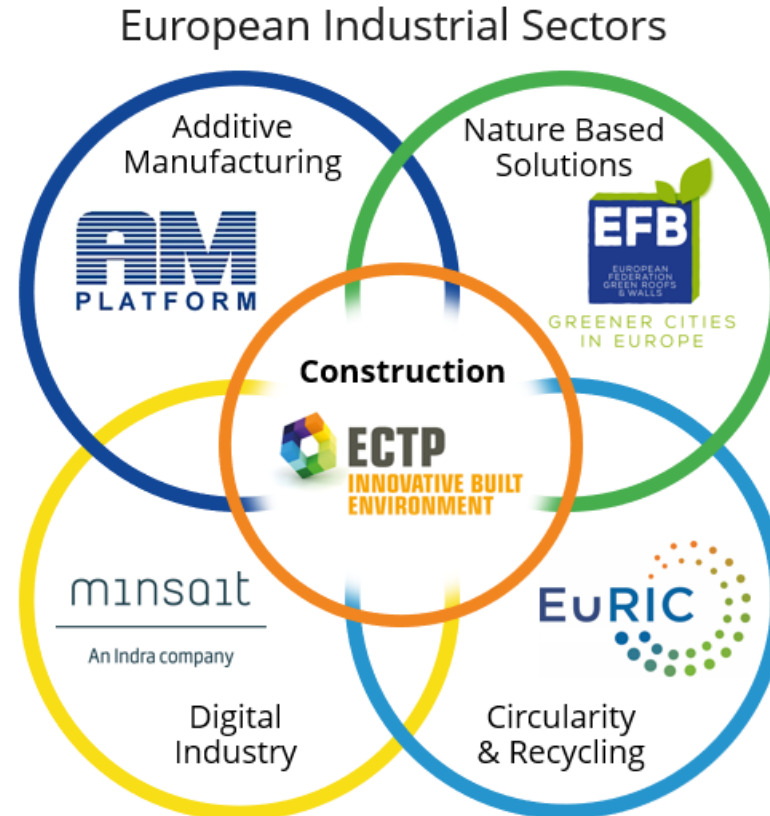 European Industrial Sectors
Additive
Manufacturing
AM
PLATFORM
Nature Based
Solutions
EFB
EUROPEAN
FEDERATION
GREEN ROOFS
& WALLS
GREENER CITIES
IN EUROPE
Construction
ECTP
INNOVATIVE BUILT
ENVIRONMENT
minsait
An Indra company
Digital
Industry
EuRIC
Circularity
& Recycling